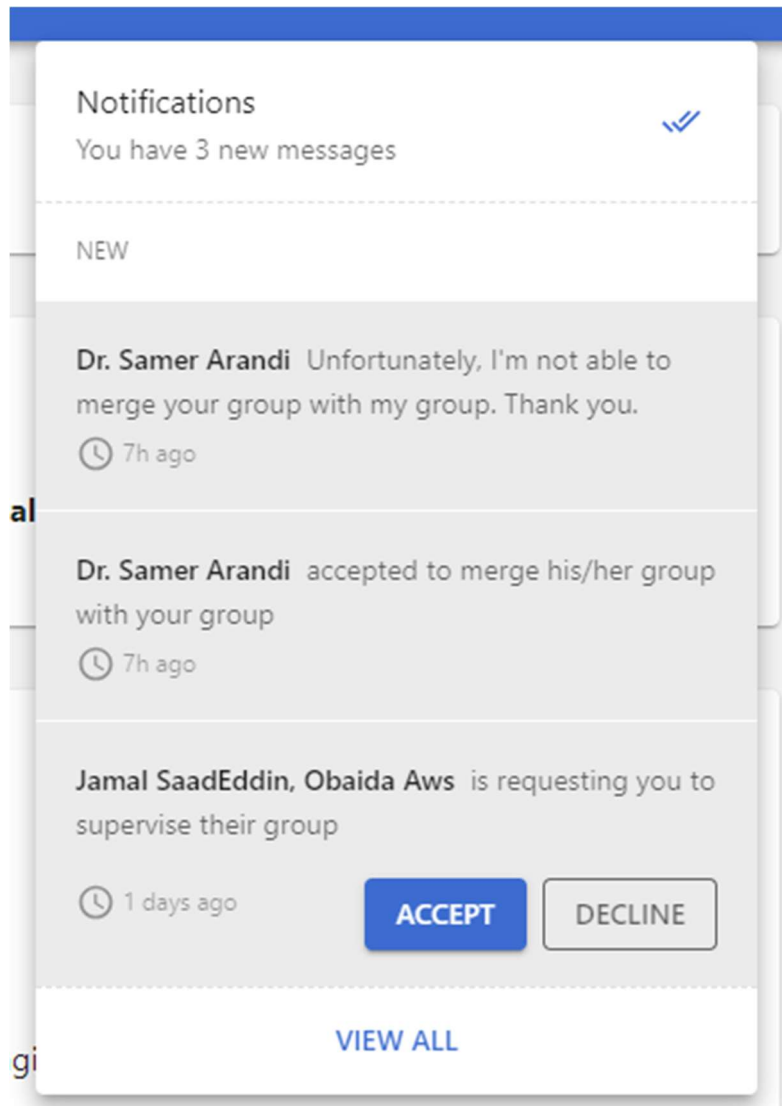 Notifications
You have 3 new messages
NEW
Dr. Samer Arandi Unfortunately, I'm not able to
merge your group with my group. Thank you.
7h ago
al
Dr. Samer Arandi accepted to merge his/her group
with your group
7h ago
Jamal SaadEddin, Obaida Aws is requesting you to
supervise their group
1 days ago ACCEPT DECLINE
VIEW ALL
gi